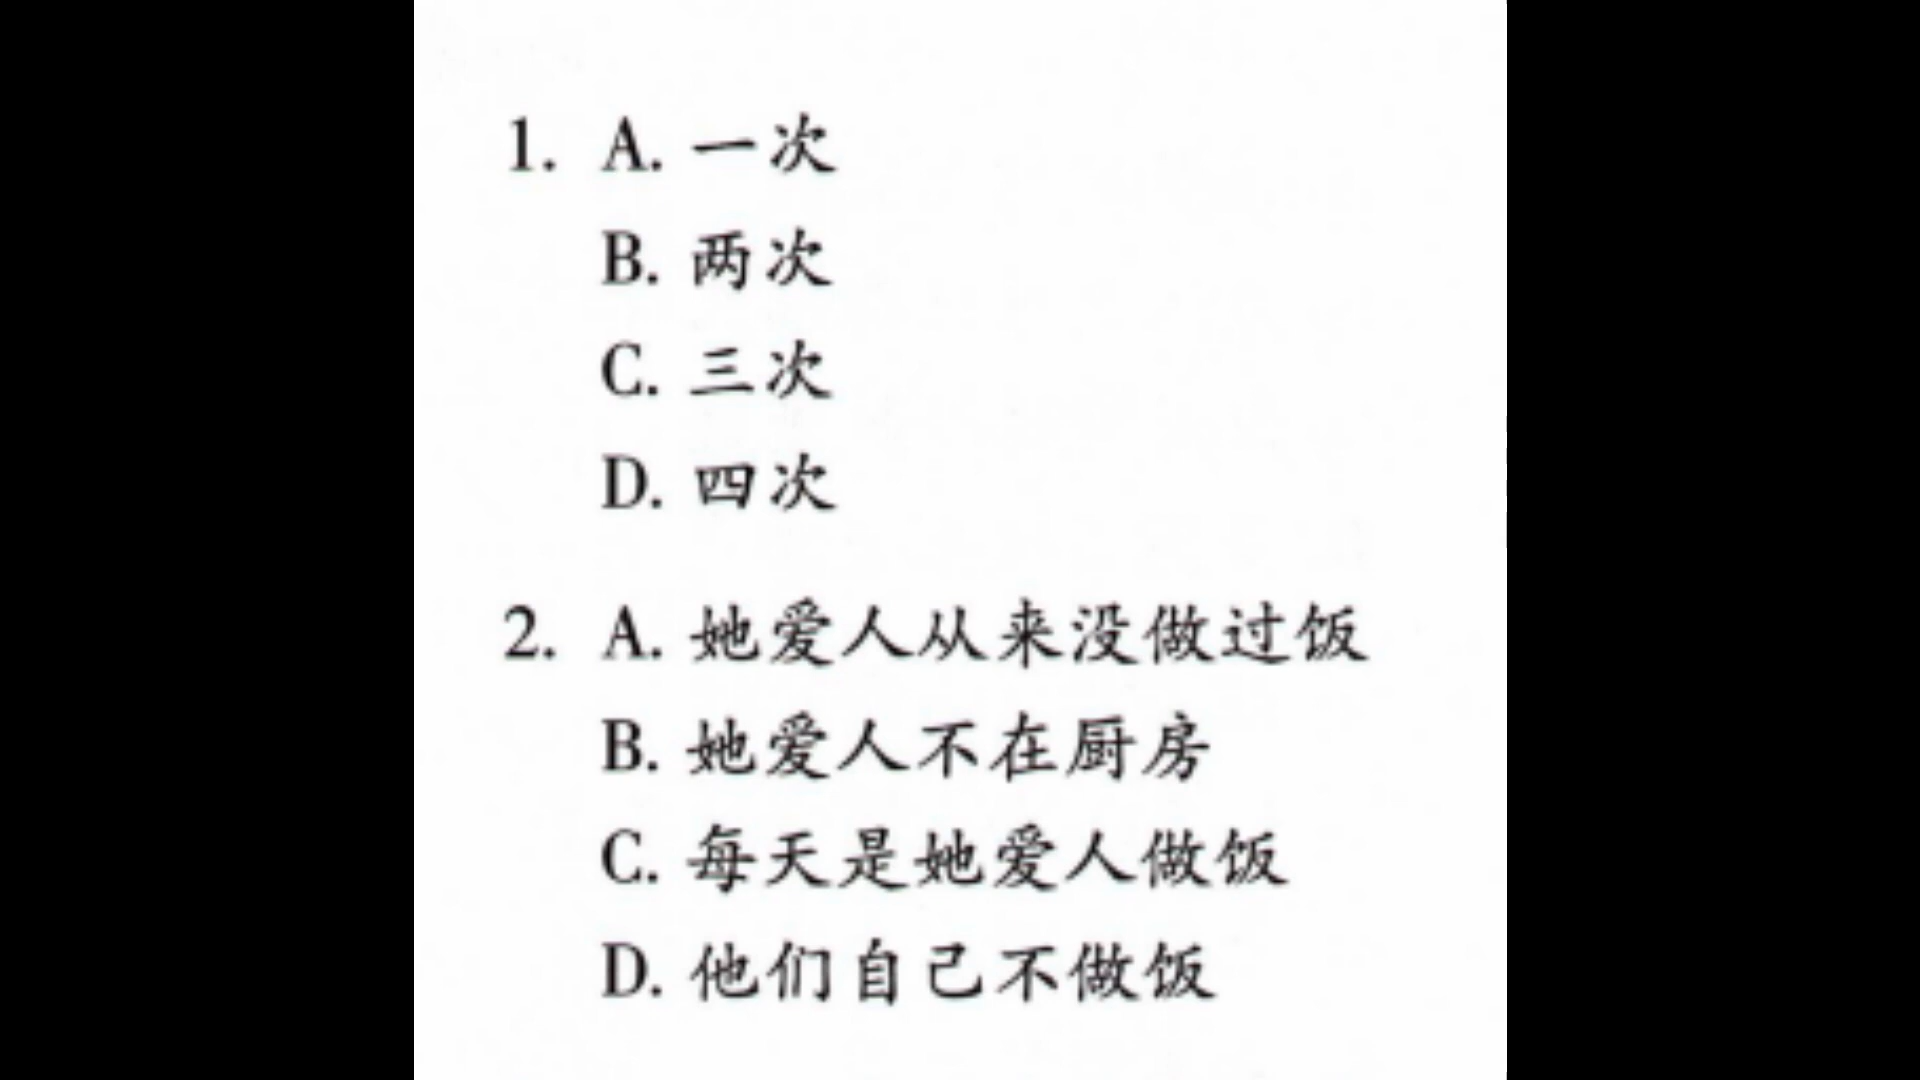 1. A. 一次
B. 两次
C. 三次
D. 四次
2. A. 她爱人从来没做过饭
B. 她爱人不在厨房
C. 每天是她爱人做饭
D. 他们自己不做饭